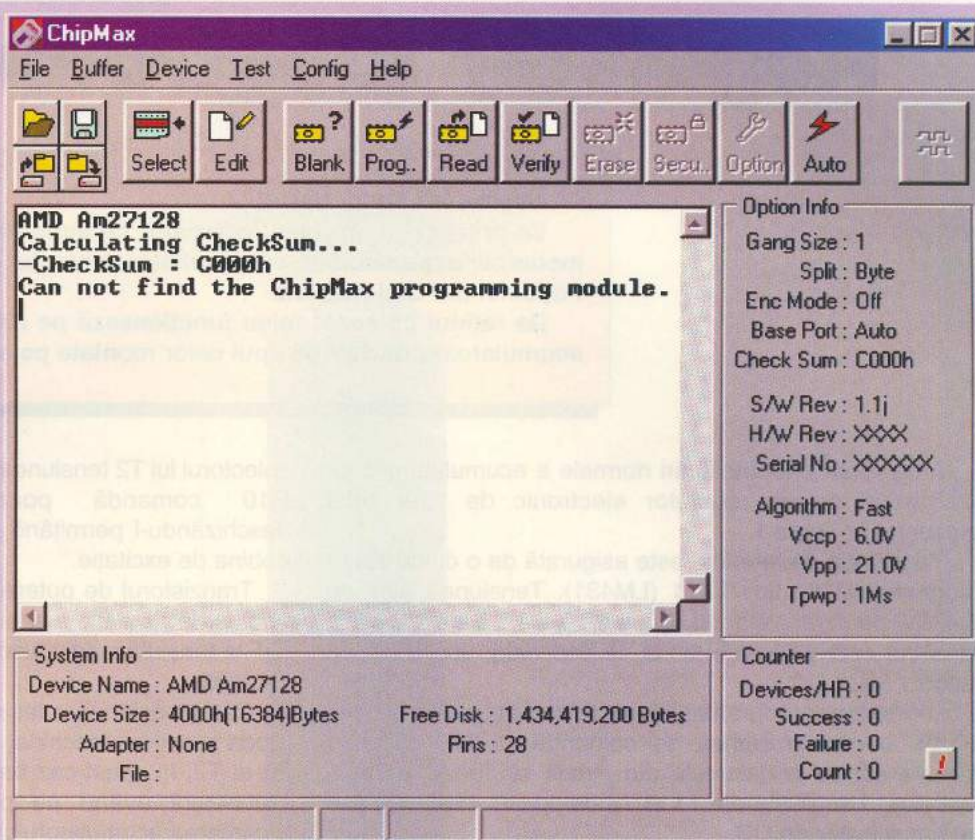 ChipMax
File Buffer Device Test Config Help
Select Edit Blank Prog.. Read Verify Erase Secu.. Option Auto
AMD Am27128
Calculating CheckSum...
-CheckSum : C000h
Can not find the ChipMax programming module.
Option Info
Gang Size : 1
Split : Byte
Enc Mode : Off
Base Port : Auto
Check Sum : C000h
S/W Rev : 1.1j
H/W Rev : XXXX
Serial No : XXXXXX
Algorithm : Fast
Vccp : 6.0V
Vpp : 21.0V
Tpwp : 1Ms
System Info
Device Name : AMD Am27128
Device Size : 4000h(16384)Bytes Free Disk : 1,434,419,200 Bytes
Adapter : None Pins : 28
File :
Counter
Devices/HR : 0
Success : 0
Failure : 0
Count : 0